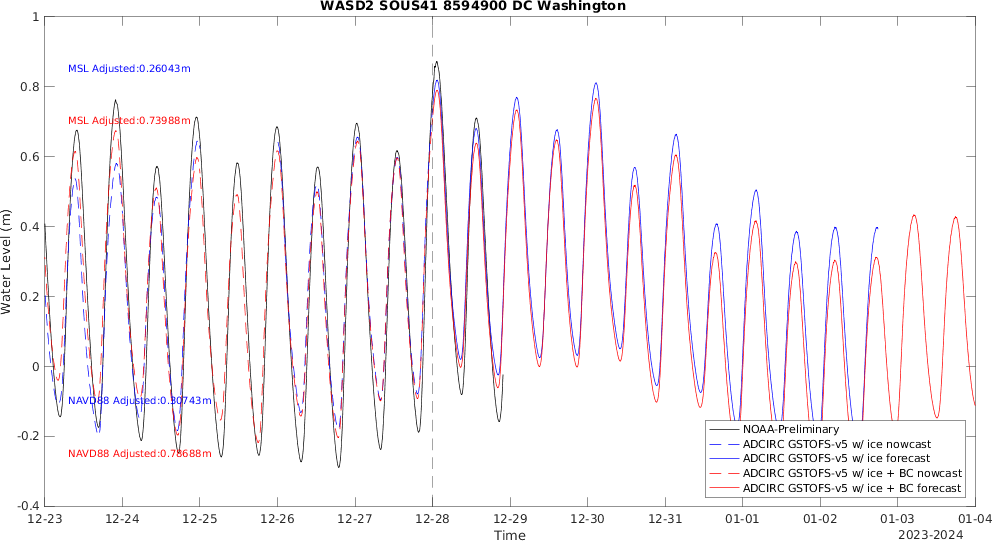 WASD2 SOUS41 8594900 DC Washington
1
0.8
0.6
0.4
0.2
0
-0.2
-0.4
Water Level (m)
MSL Adjusted:0.26043m
MSL Adjusted:0.73988m
NAVD88 Adjusted:0.30743m
NAVD88 Adjusted:0.78688m
NOAA-Preliminary
ADCIRC GSTOFS-v5 w/ ice nowcast
ADCIRC GSTOFS-v5 w/ ice forecast
ADCIRC GSTOFS-v5 w/ ice + BC nowcast
ADCIRC GSTOFS-v5 w/ ice + BC forecast
12-23 12-24 12-25 12-26 12-27 12-28 12-29 12-30 12-31 01-01 01-02 01-03 01-04
Time
2023-2024